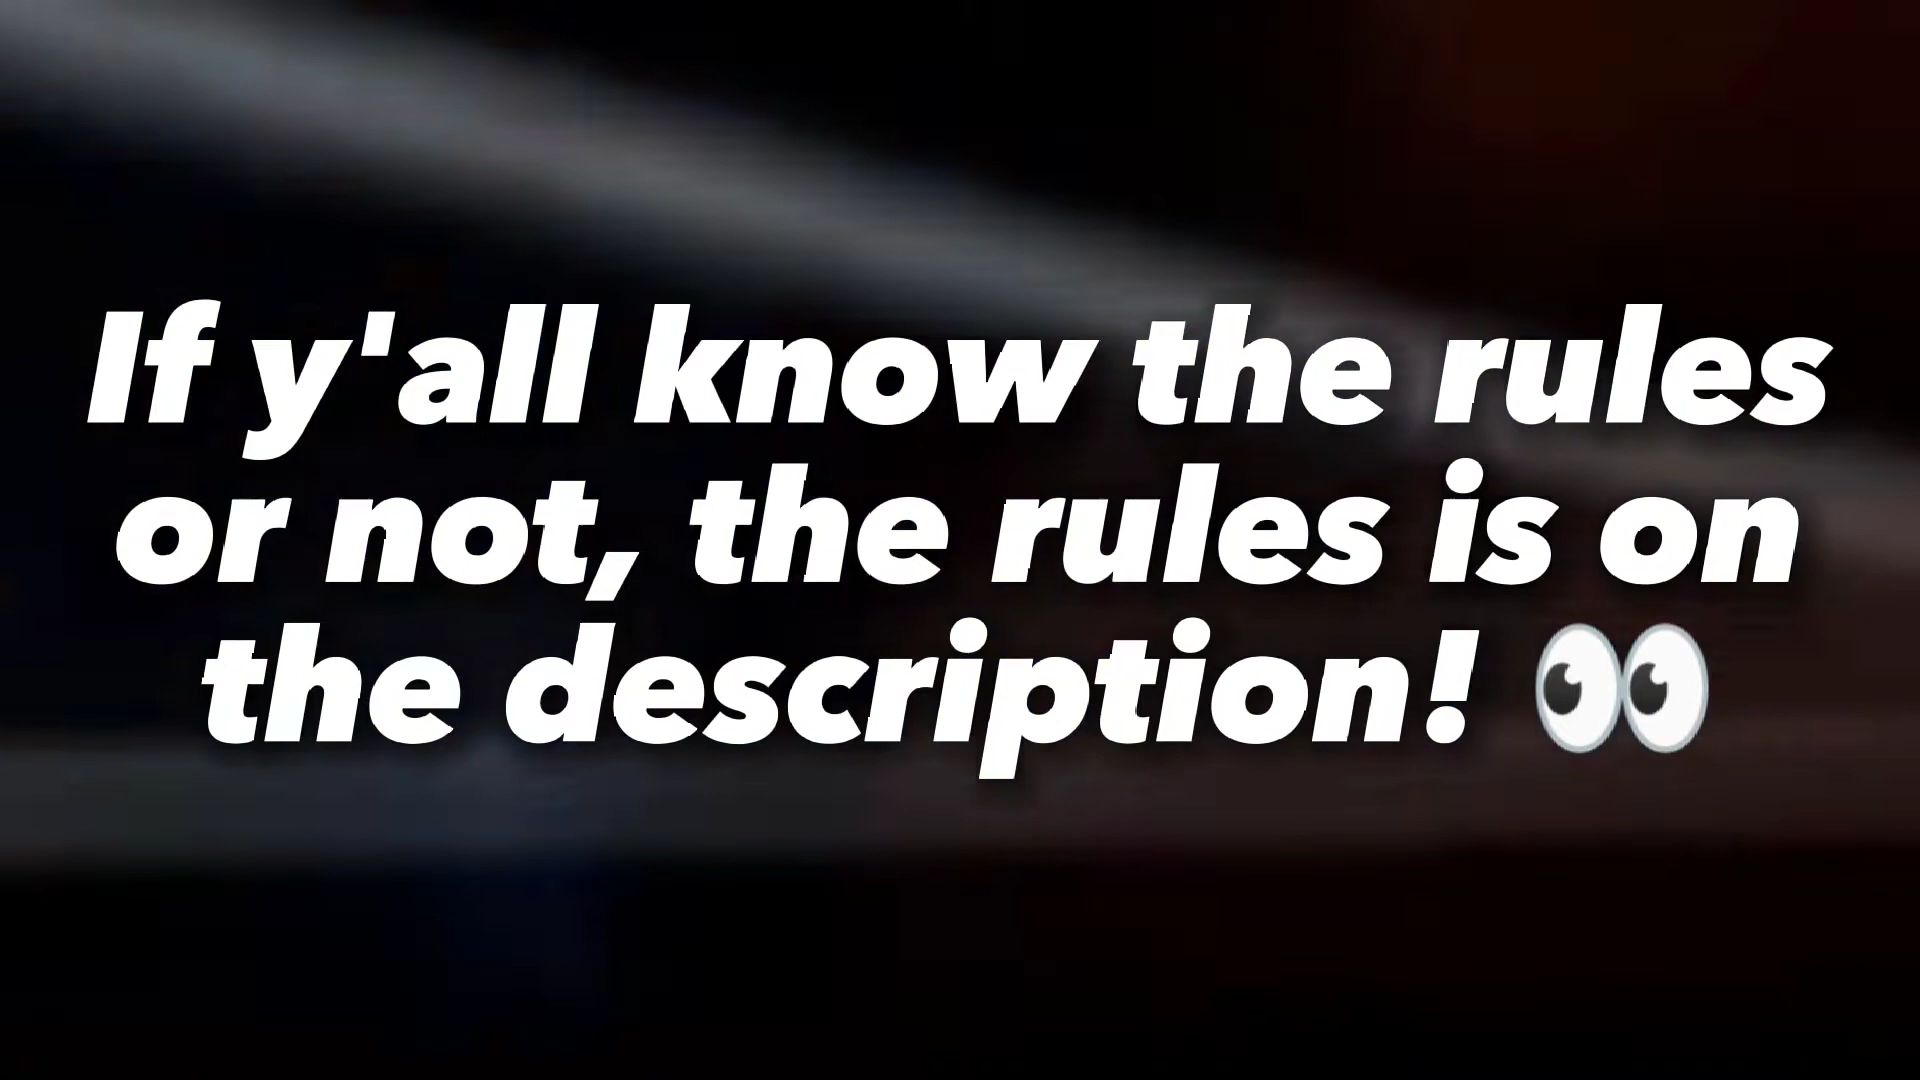 If y'all know the rules
or not, the rules is on
the description! 👀